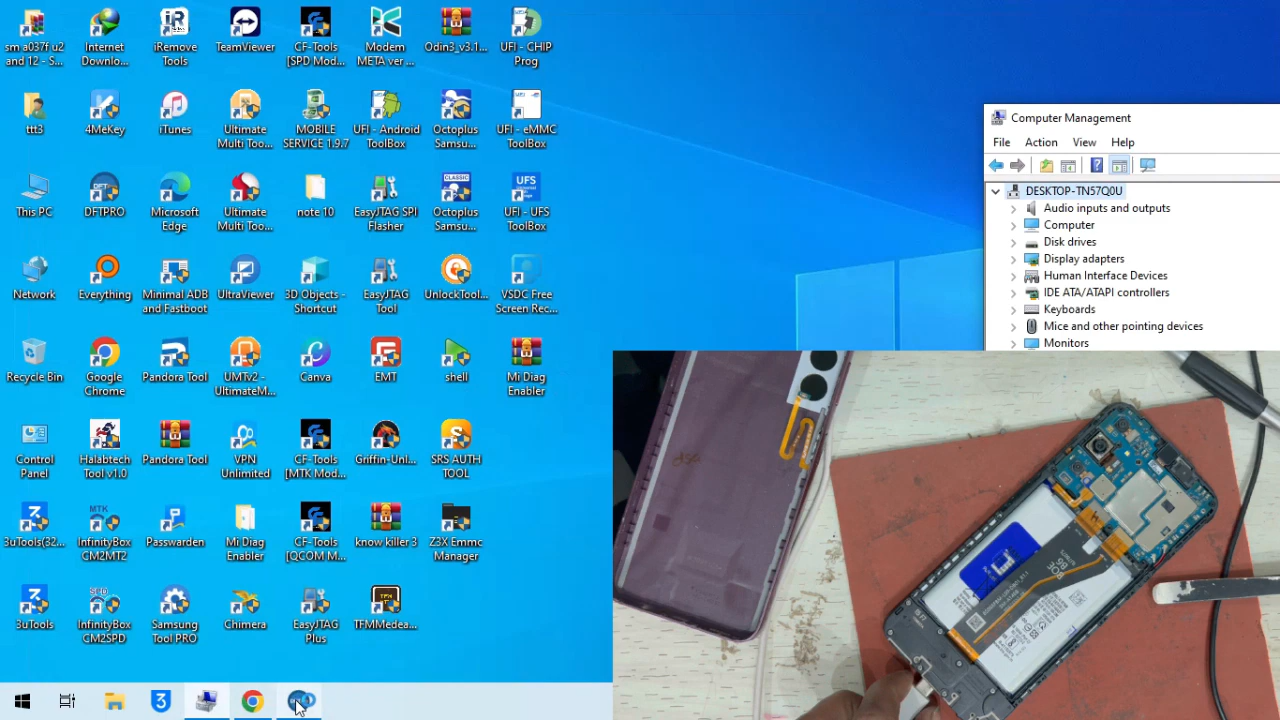 sm a037f u2
and 12 - S...
Internet
Downlo...
iRemove
Tools
TeamViewer
CF-Tools
[SPD Mod...
Modem
META ver ...
Odin3_v3.1...
UFI - CHIP
Prog
ttt3
4MeKey
iTunes
Ultimate
Multi Too...
MOBILE
SERVICE 1.9.7
UFI - Android
ToolBox
Octoplus
Samsu...
UFI - eMMC
ToolBox
This PC
DFTPRO
Microsoft
Edge
Ultimate
Multi Too...
note 10
EasyJTAG SPI
Flasher
Octoplus
Samsu...
UFI - UFS
ToolBox
Network
Everything
Minimal ADB
and Fastboot
UltraViewer
3D Objects -
Shortcut
EasyJTAG
Tool
UnlockTool...
VSDC Free
Screen Rec...
Recycle Bin
Google
Chrome
Pandora Tool
UMTv2 -
UltimateM...
Canva
EMT
shell
Mi Diag
Enabler
Control
Panel
Halabtech
Tool v1.0
Pandora Tool
VPN
Unlimited
CF-Tools
[MTK Mod...
Griffin-Unl...
SRS AUTH
TOOL
3uTools(32...
InfinityBox
CM2MT2
Passwarden
Mi Diag
Enabler
CF-Tools
[QCOM M...
know killer 3
Z3X Emmc
Manager
3uTools
InfinityBox
CM2SPD
Samsung
Tool PRO
Chimera
EasyJTAG
Plus
TFMMedea...
Computer Management
File Action View Help
DESKTOP-TN57Q0U
Audio inputs and outputs
Computer
Disk drives
Display adapters
Human Interface Devices
IDE ATA/ATAPI controllers
Keyboards
Mice and other pointing devices
Monitors
BOE